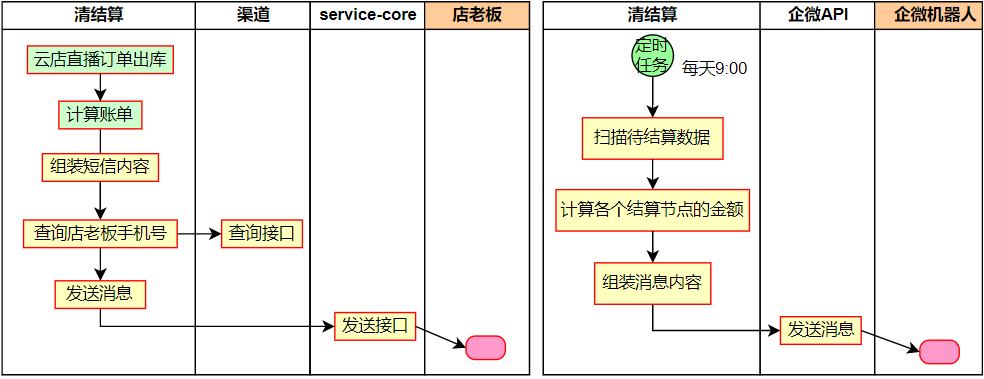 清结算
渠道
service-core
店老板
云店直播订单出库
计算账单
组装短信内容
查询店老板手机号
查询接口
发送消息
发送接口
清结算
企微API
企微机器人
定时
任务
每天9:00
扫描待结算数据
计算各个结算节点的金额
组装消息内容
发送消息